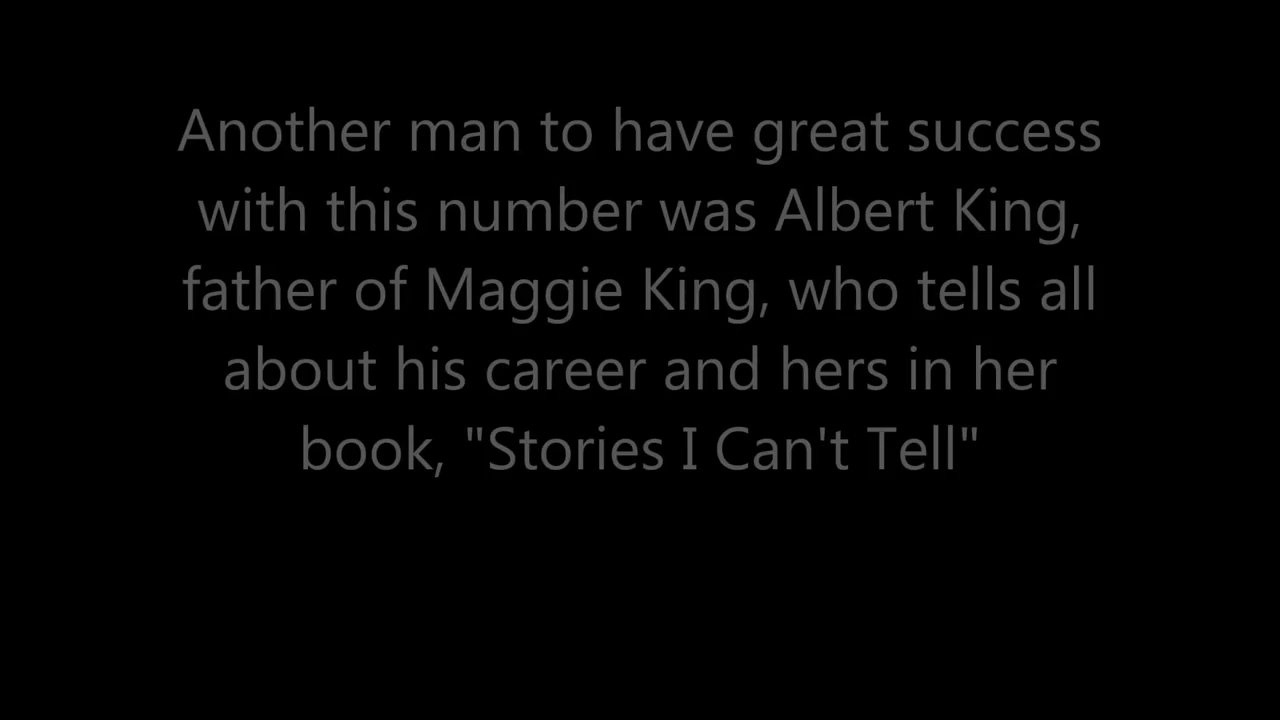 Another man to have great success
with this number was Albert King,
father of Maggie King, who tells all
about his career and hers in her
book, "Stories I Can't Tell"